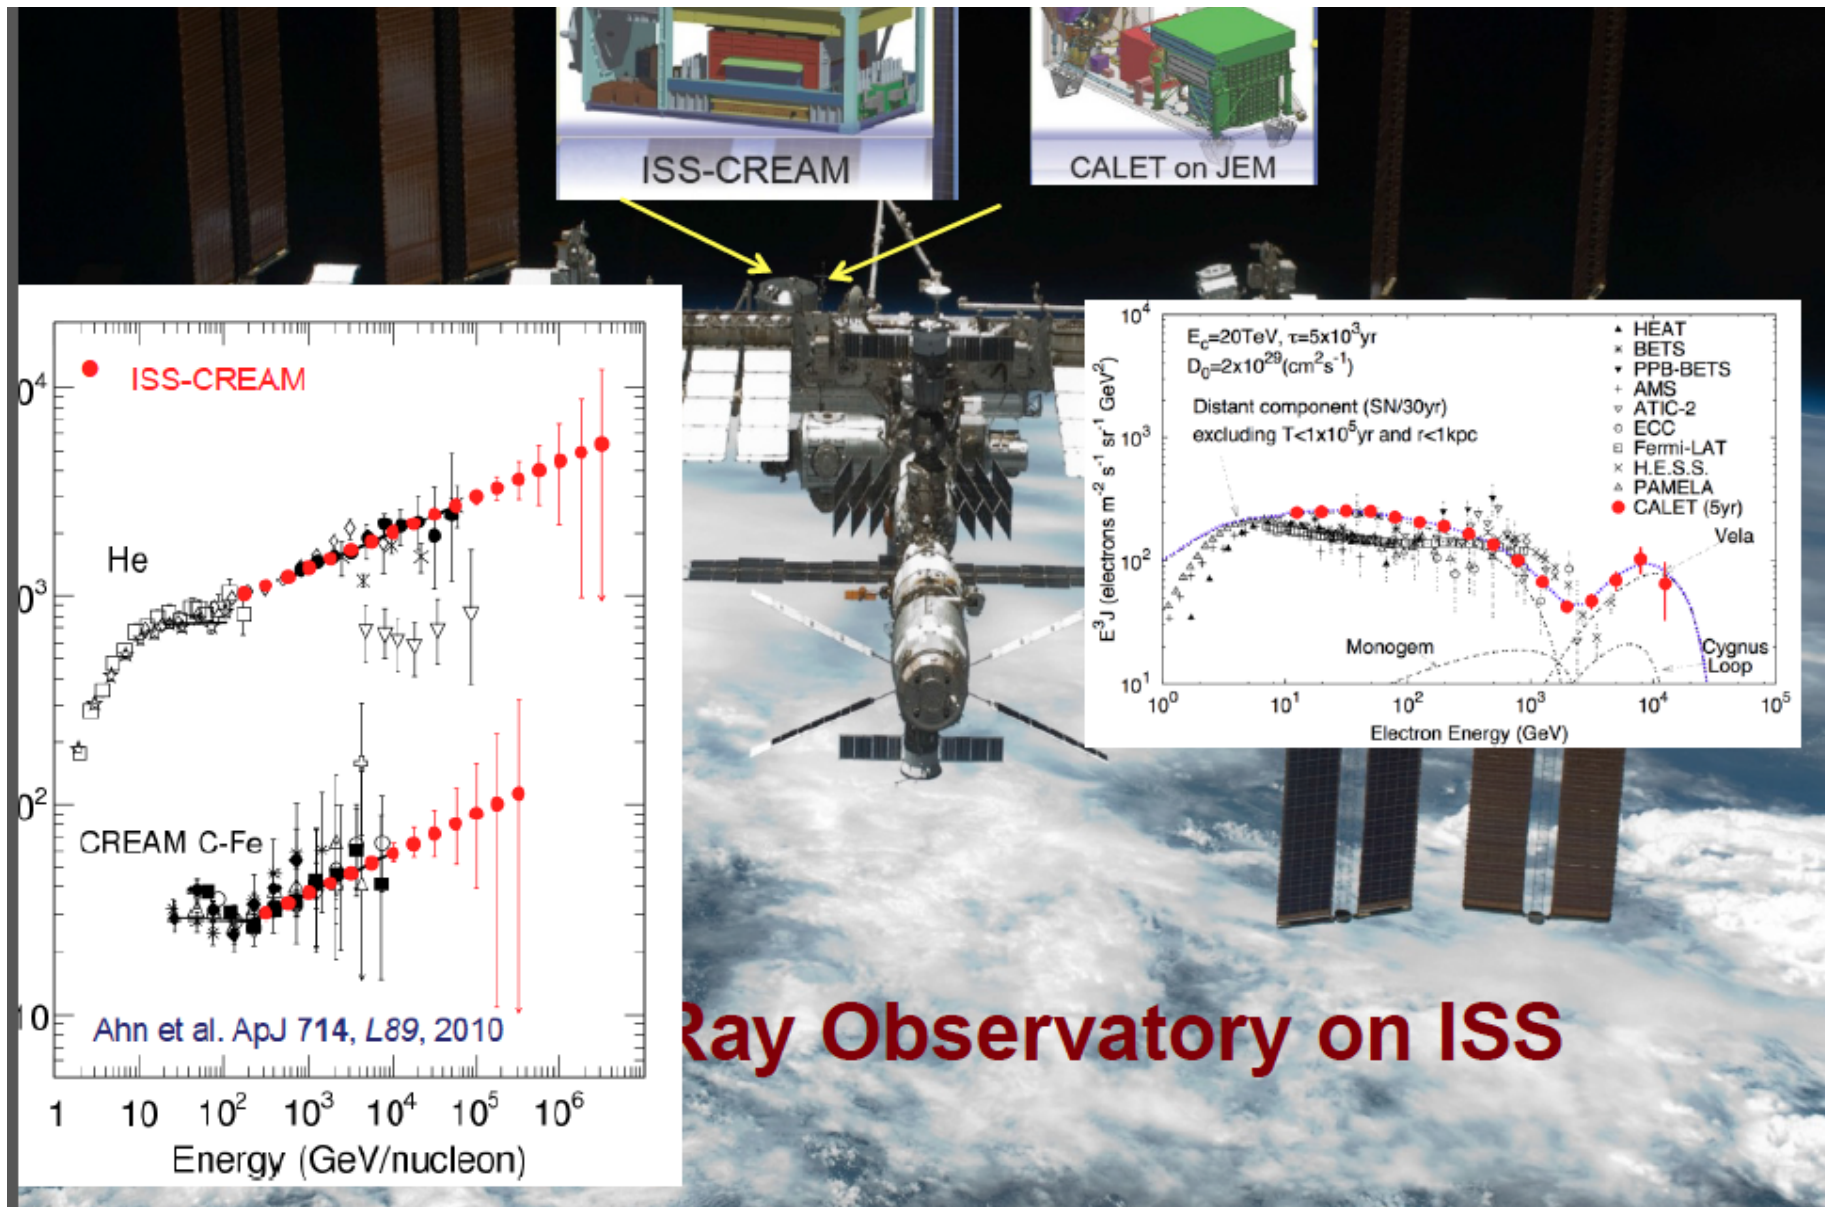 ISS-CREAM
CALET on JEM
ISS-CREAM
0⁴
He
0³
0²
CREAM C-Fe
10
Ahn et al. ApJ 714, L89, 2010
1 10 10² 10³ 10⁴ 10⁵ 10⁶
Energy (GeV/nucleon)
10⁴
E_c=20TeV, τ=5x10³yr
D₀=2x10²⁹(cm²s⁻¹)
Distant component (SN/30yr)
excluding T<1x10⁵yr and r<1kpc
HEAT
BETS
PPB-BETS
AMS
ATIC-2
ECC
Fermi-LAT
H.E.S.S.
PAMELA
CALET (5yr)
10³
Vela
10²
Monogem
Cygnus
Loop
10¹
E³J (electrons m⁻² s⁻¹ sr⁻¹ GeV²)
10⁰ 10¹ 10² 10³ 10⁴ 10⁵
Electron Energy (GeV)
Ray Observatory on ISS